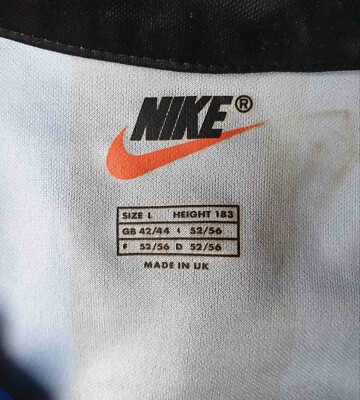 NIKE®
SIZE L HEIGHT 183
GB 42/44 I 52/56
F 52/56 D 52/56
MADE IN UK